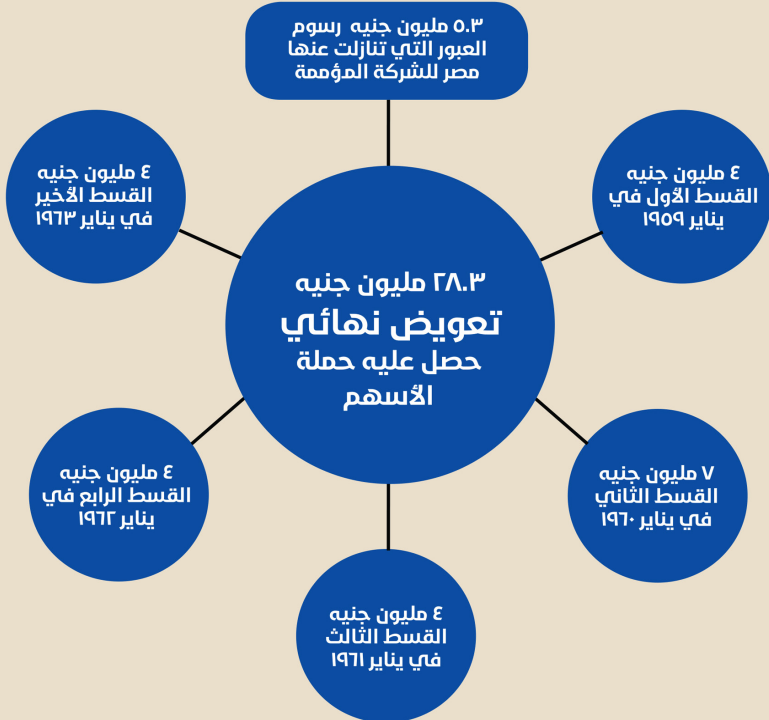 ٥.٣ مليون جنيه رسوم
العبور التي تنازلت عنها
مصر للشركة المؤممة
٤ مليون جنيه
القسط الأول في
يناير ١٩٥٩
٤ مليون جنيه
القسط الأخير
في يناير ١٩٦٣
٢٨.٣ مليون جنيه
تعويض نهائي
حصل عليه حملة
الأسهم
٧ مليون جنيه
القسط الثاني
في يناير ١٩٦٠
٤ مليون جنيه
القسط الرابع في
يناير ١٩٦٢
٤ مليون جنيه
القسط الثالث
في يناير ١٩٦١